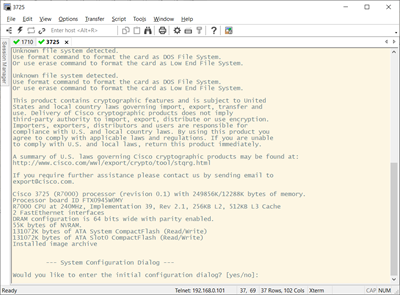 3725
File Edit View Options Transfer Script Tools Window Help
Enter host <Alt+R>
1710 3725
Session Manager
Unknown file system detected.
Use format command to format the card as DOS File System.
Or use erase command to format the card as Low End File System.
Unknown file system detected.
Use format command to format the card as DOS File System.
Or use erase command to format the card as Low End File System.
This product contains cryptographic features and is subject to United
States and local country laws governing import, export, transfer and
use. Delivery of Cisco cryptographic products does not imply
third-party authority to import, export, distribute or use encryption.
Importers, exporters, distributors and users are responsible for
compliance with U.S. and local country laws. By using this product you
agree to comply with applicable laws and regulations. If you are unable
to comply with U.S. and local laws, return this product immediately.
A summary of U.S. laws governing Cisco cryptographic products may be found at:
http://www.cisco.com/wwl/export/crypto/tool/stqrg.html
If you require further assistance please contact us by sending email to
export@cisco.com.
Cisco 3725 (R7000) processor (revision 0.1) with 249856K/12288K bytes of memory.
Processor board ID FTX0945W0MY
R7000 CPU at 240MHz, Implementation 39, Rev 2.1, 256KB L2, 512KB L3 Cache
2 FastEthernet interfaces
DRAM configuration is 64 bits wide with parity enabled.
55K bytes of NVRAM.
131072K bytes of ATA System CompactFlash (Read/Write)
131072K bytes of ATA Slot0 CompactFlash (Read/Write)
Installed image archive
--- System Configuration Dialog ---
Would you like to enter the initial configuration dialog? [yes/no]:
Ready Telnet: 192.168.0.101 37, 69 37 Rows, 102 Cols Xterm CAP NUM